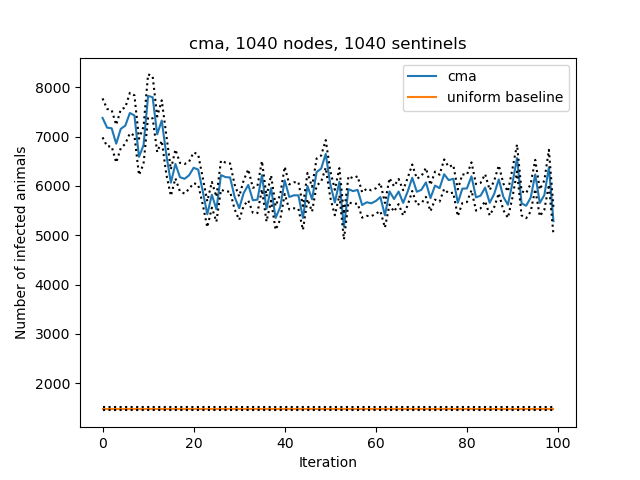 cma, 1040 nodes, 1040 sentinels
cma
uniform baseline
Number of infected animals
8000
7000
6000
5000
4000
3000
2000
0 20 40 60 80 100
Iteration